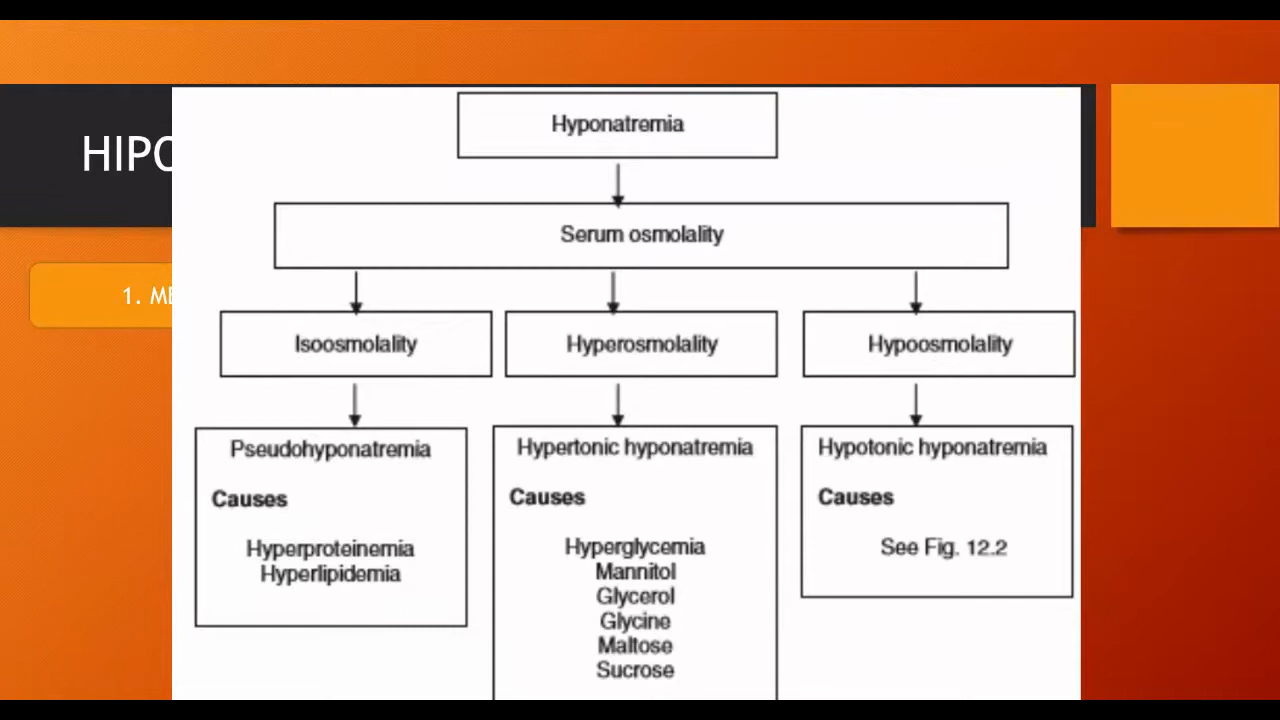 HIPO
1. ME
Hyponatremia
Serum osmolality
Isoosmolality
Hyperosmolality
Hypoosmolality
Pseudohyponatremia
Causes
Hyperproteinemia
Hyperlipidemia
Hypertonic hyponatremia
Causes
Hyperglycemia
Mannitol
Glycerol
Glycine
Maltose
Sucrose
Hypotonic hyponatremia
Causes
See Fig. 12.2